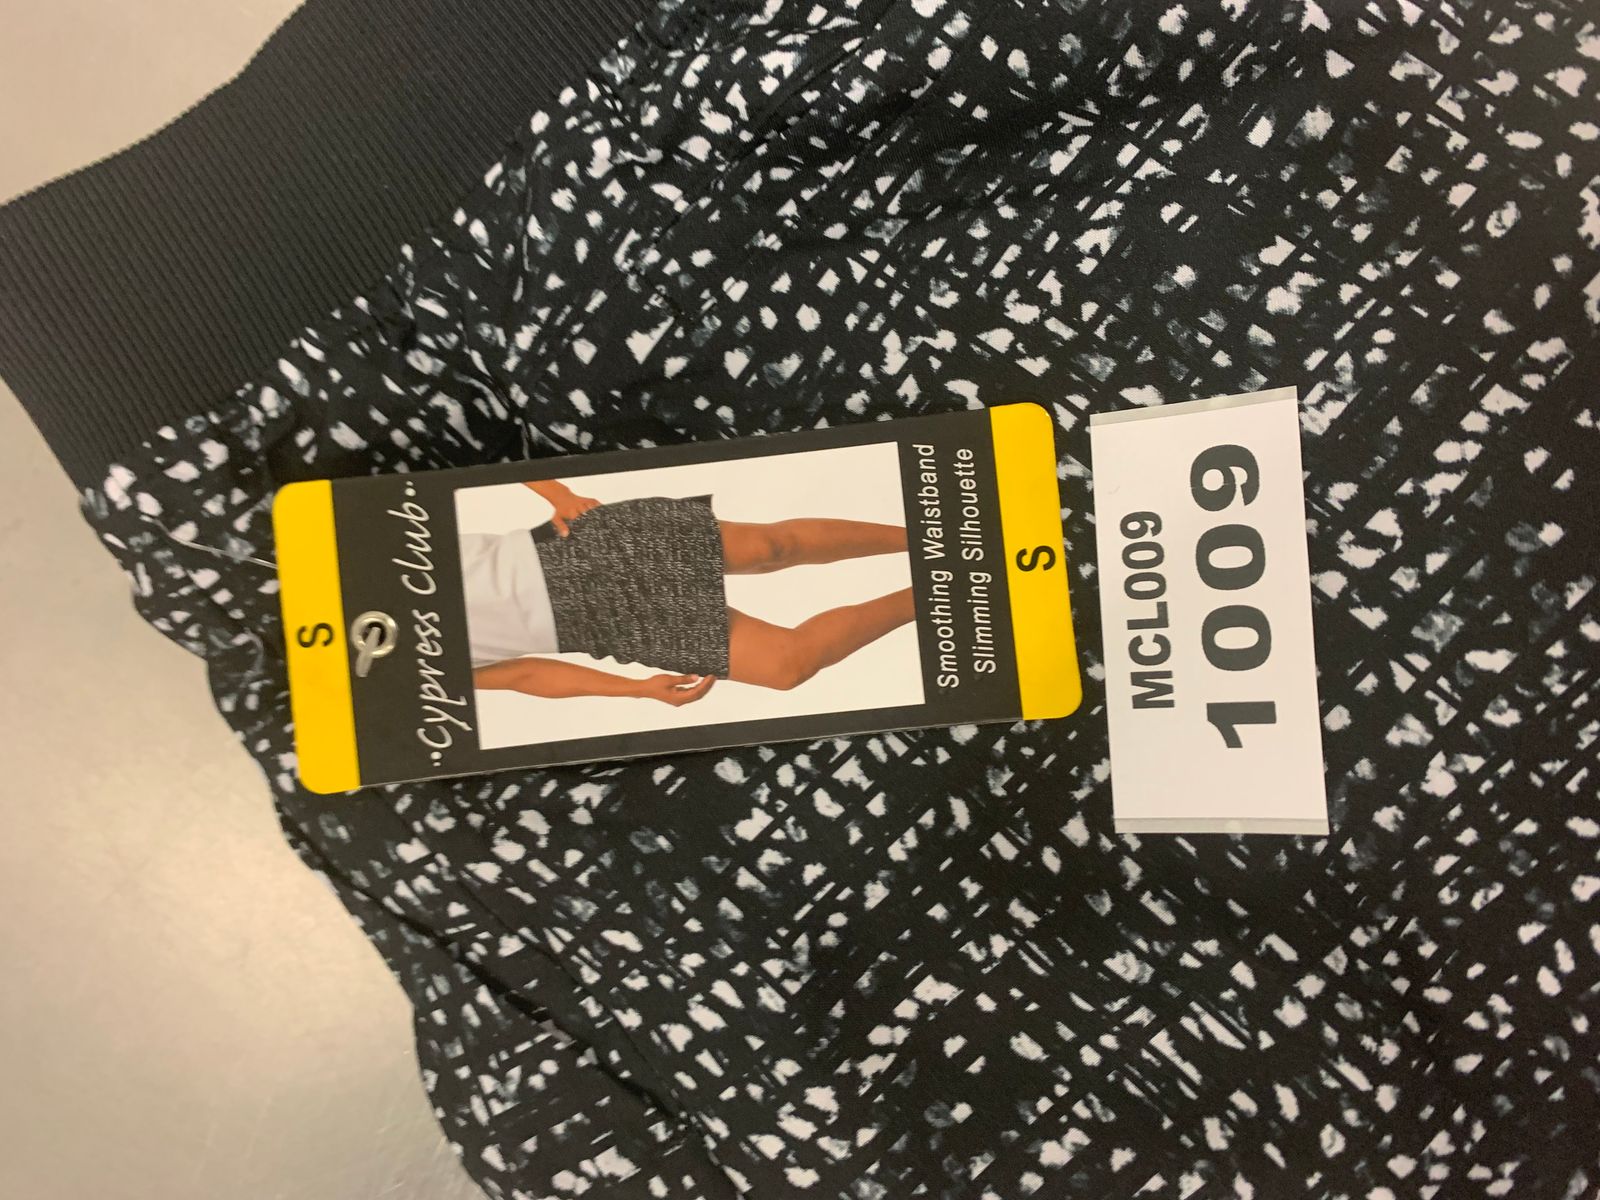 S
Cypress Club
Smoothing Waistband
Slimming Silhouette
S
MCL009
1009